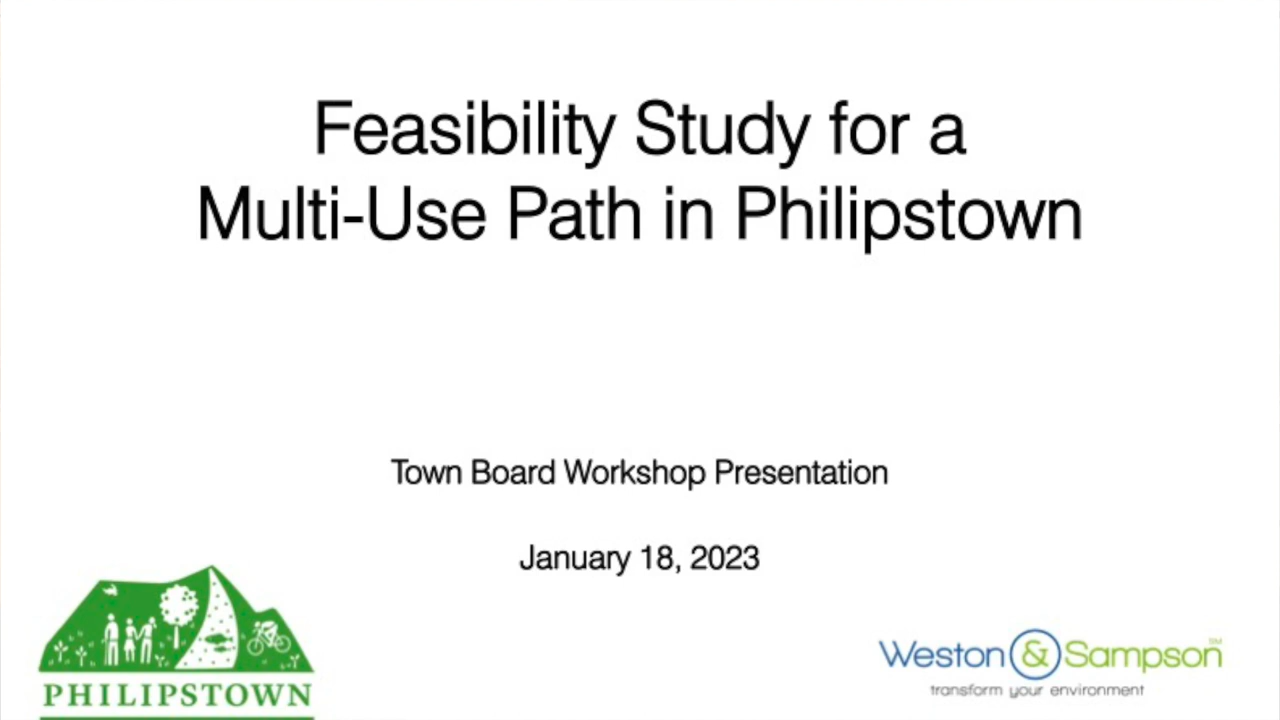 Feasibility Study for a
Multi-Use Path in Philipstown
Town Board Workshop Presentation
January 18, 2023
PHILIPSTOWN
Weston & Sampson™
transform your environment